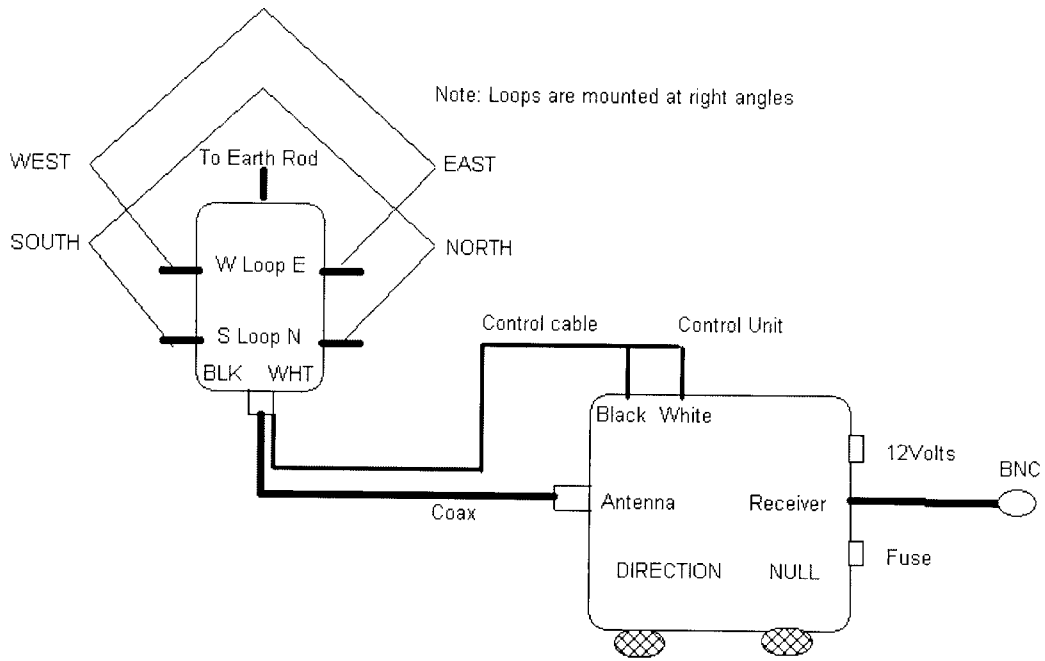 Note: Loops are mounted at right angles
WEST
To Earth Rod
EAST
SOUTH
NORTH
W Loop E
S Loop N
BLK WHT
Control cable
Control Unit
Black White
12Volts
BNC
Antenna
Receiver
Coax
Fuse
DIRECTION
NULL